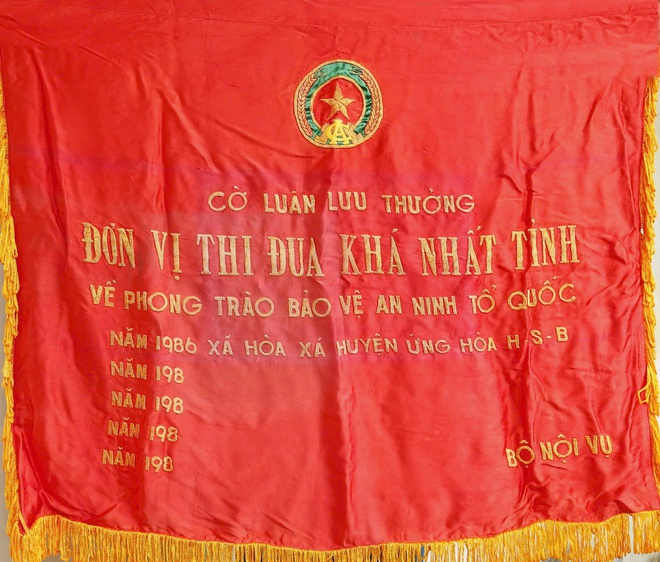 CA
CỜ LUÂN LƯU THƯỞNG
ĐƠN VỊ THI ĐUA KHÁ NHẤT TỈNH
VỀ PHONG TRÀO BẢO VỆ AN NINH TỔ QUỐC
NĂM 1986 XÃ HÒA XÁ HUYỆN ỨNG HÒA H-S-B
NĂM 198
NĂM 198
NĂM 198
NĂM 198
BỘ NỘI VỤ